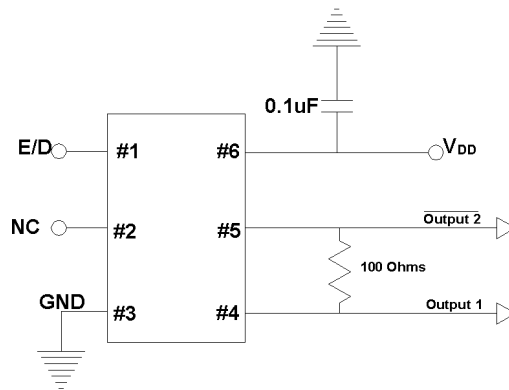 0.1uF
E/D
#1
#6
VDD
NC
#2
#5
Output 2
100 Ohms
GND
#3
#4
Output 1